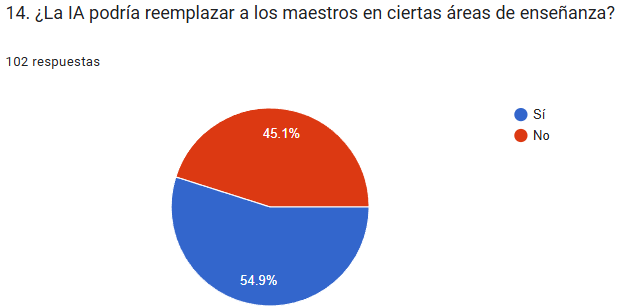 14. ¿La IA podría reemplazar a los maestros en ciertas áreas de enseñanza?
102 respuestas
Sí
No
45.1%
54.9%